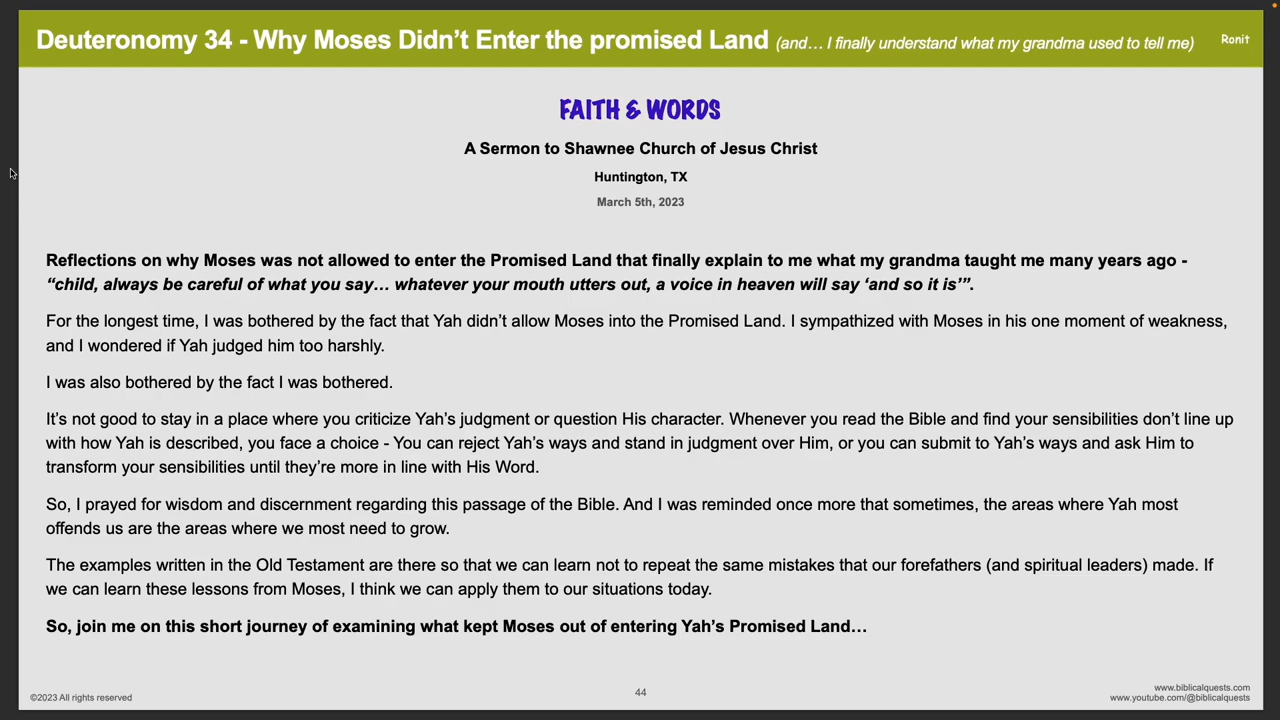 Deuteronomy 34 - Why Moses Didn’t Enter the promised Land (and… I finally understand what my grandma used to tell me)
Ronit
FAITH & WORDS
A Sermon to Shawnee Church of Jesus Christ
Huntington, TX
March 5th, 2023
Reflections on why Moses was not allowed to enter the Promised Land that finally explain to me what my grandma taught me many years ago -
“child, always be careful of what you say… whatever your mouth utters out, a voice in heaven will say ‘and so it is’”.
For the longest time, I was bothered by the fact that Yah didn’t allow Moses into the Promised Land. I sympathized with Moses in his one moment of weakness,
and I wondered if Yah judged him too harshly.
I was also bothered by the fact I was bothered.
It’s not good to stay in a place where you criticize Yah’s judgment or question His character. Whenever you read the Bible and find your sensibilities don’t line up
with how Yah is described, you face a choice - You can reject Yah’s ways and stand in judgment over Him, or you can submit to Yah’s ways and ask Him to
transform your sensibilities until they’re more in line with His Word.
So, I prayed for wisdom and discernment regarding this passage of the Bible. And I was reminded once more that sometimes, the areas where Yah most
offends us are the areas where we most need to grow.
The examples written in the Old Testament are there so that we can learn not to repeat the same mistakes that our forefathers (and spiritual leaders) made. If
we can learn these lessons from Moses, I think we can apply them to our situations today.
So, join me on this short journey of examining what kept Moses out of entering Yah’s Promised Land…
©2023 All rights reserved
44
www.biblicalquests.com
www.youtube.com/@biblicalquests